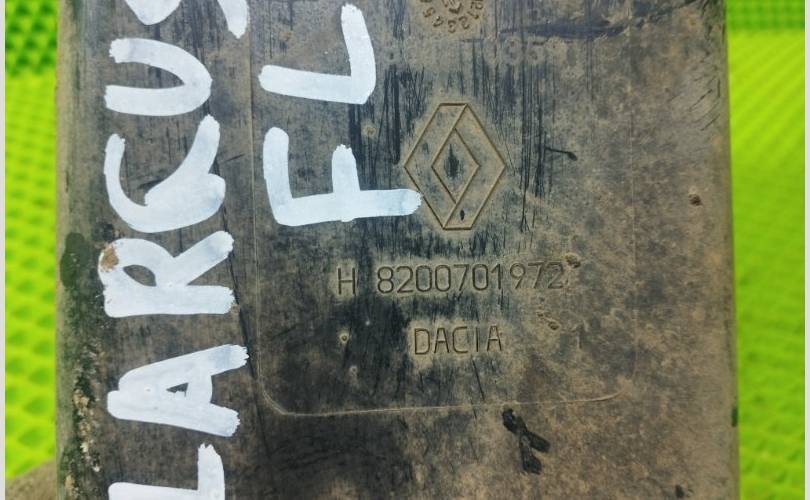 LARGUS
FL
H 8200701972
DACIA